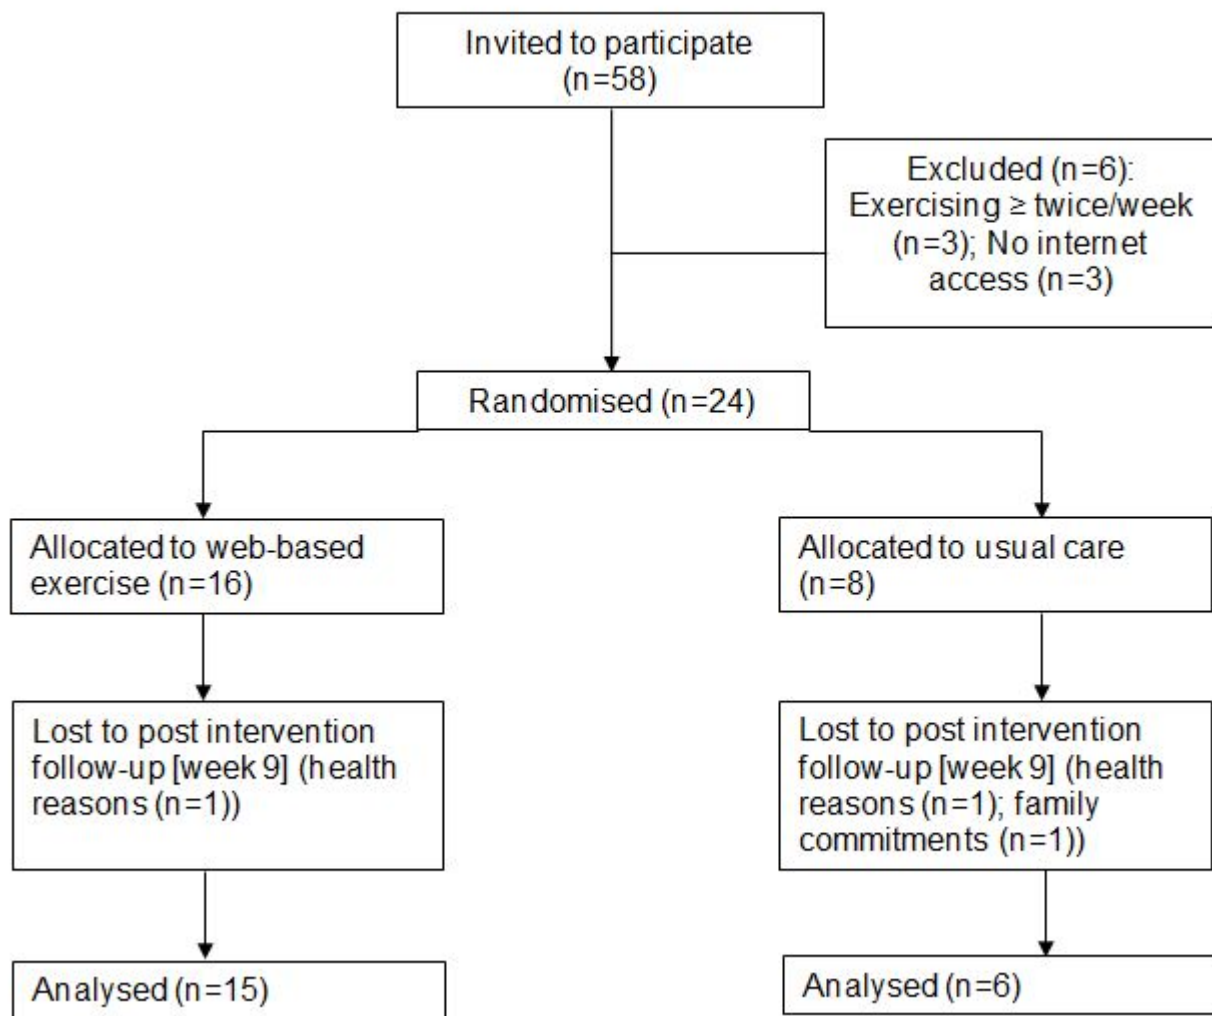 Invited to participate
(n=58)
Excluded (n=6):
Exercising ≥ twice/week
(n=3); No internet
access (n=3)
Randomised (n=24)
Allocated to web-based
exercise (n=16)
Allocated to usual care
(n=8)
Lost to post intervention
follow-up [week 9] (health
reasons (n=1))
Lost to post intervention
follow-up [week 9] (health
reasons (n=1); family
commitments (n=1))
Analysed (n=15)
Analysed (n=6)